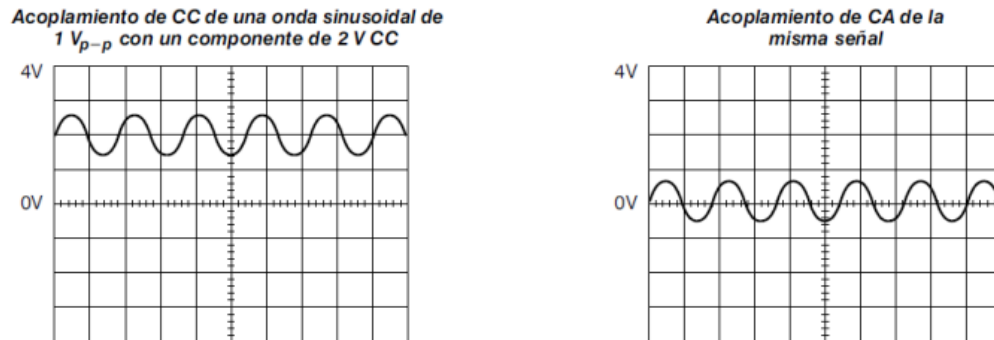 Acoplamiento de CC de una onda sinusoidal de
1 Vp–p con un componente de 2 V CC
4V
0V
Acoplamiento de CA de la
misma señal
4V
0V